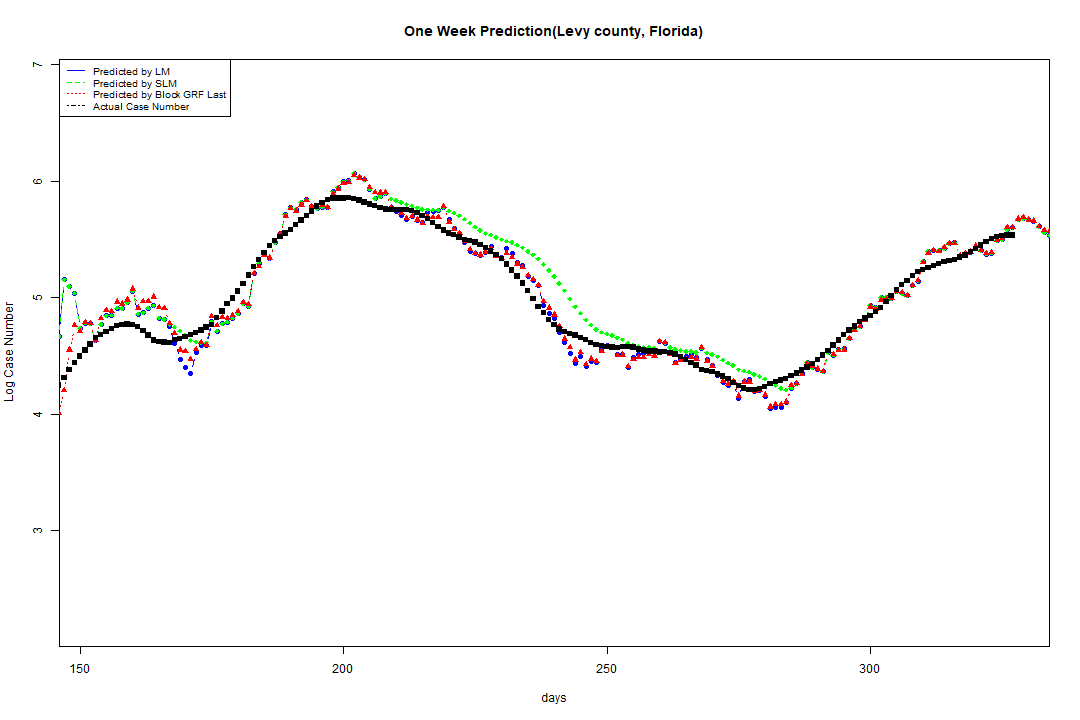 One Week Prediction(Levy county, Florida)
7
Predicted by LM
Predicted by SLM
Predicted by Block GRF Last
Actual Case Number
6
5
4
3
Log Case Number
150 200 250 300
days